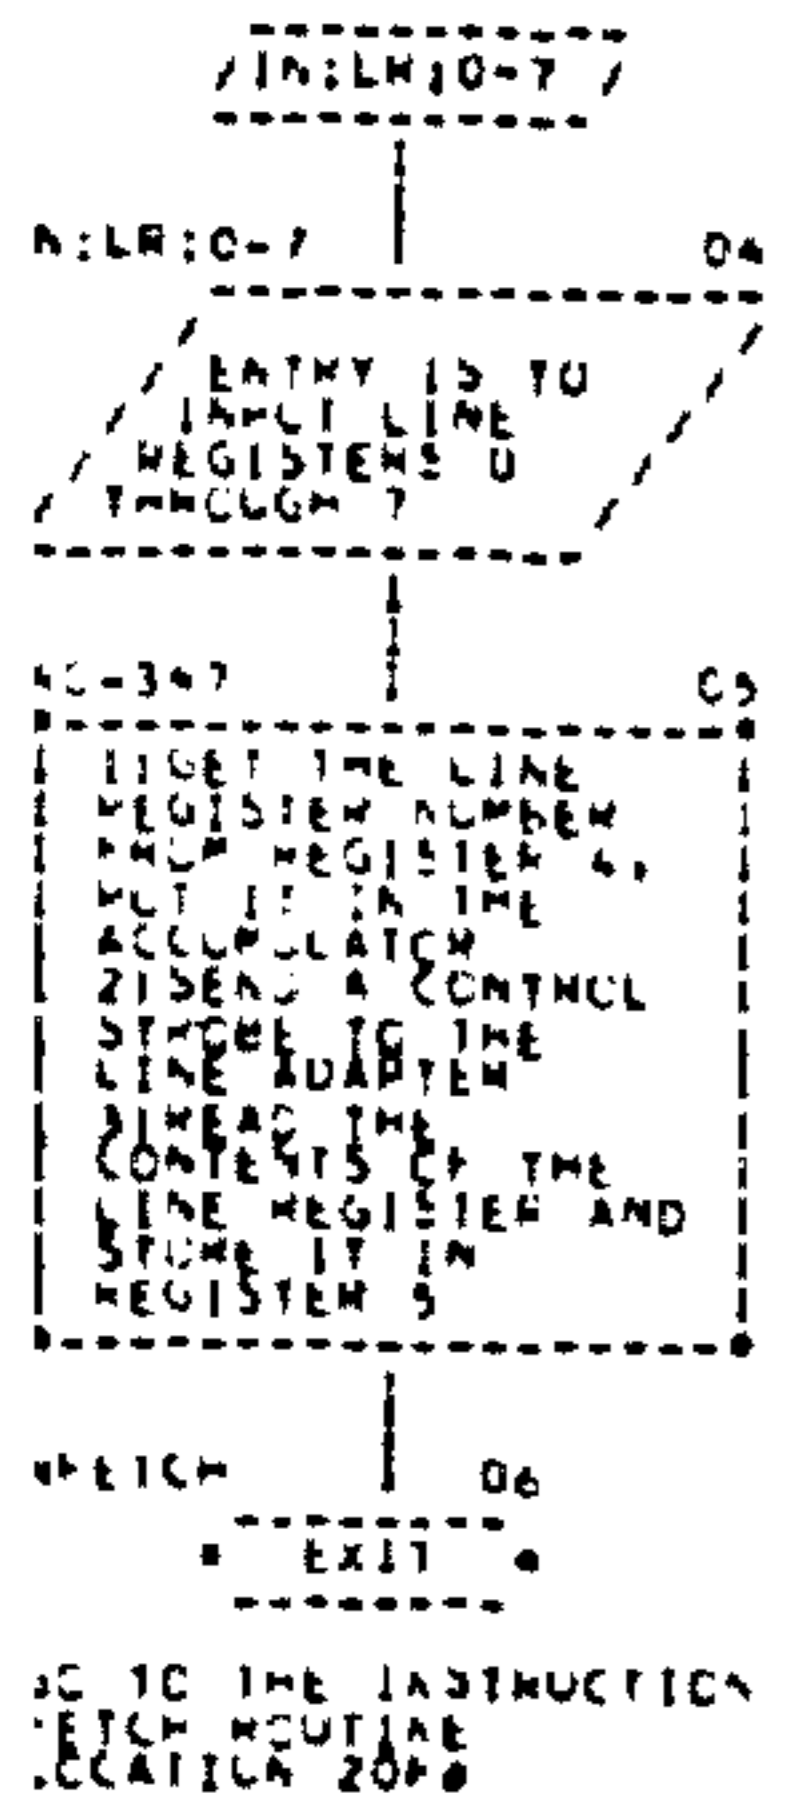 /IN:LR:0-7 /
N:LR:0-7 04
ENTRY IS TO
INPUT LINE
REGISTERS 0
THROUGH 7
C5
1)GET THE LINE
REGISTER NUMBER
FROM REGISTER 4,
PUT IT IN THE
ACCUMULATOR
2)SEND A CONTROL
STROBE TO THE
LINE ADAPTER
3)READ THE
CONTENTS OF THE
LINE REGISTER AND
STORE IT IN
REGISTER 5
06
EXIT
TO THE INSTRUCTION
ETCH ROUTINE
OCATION